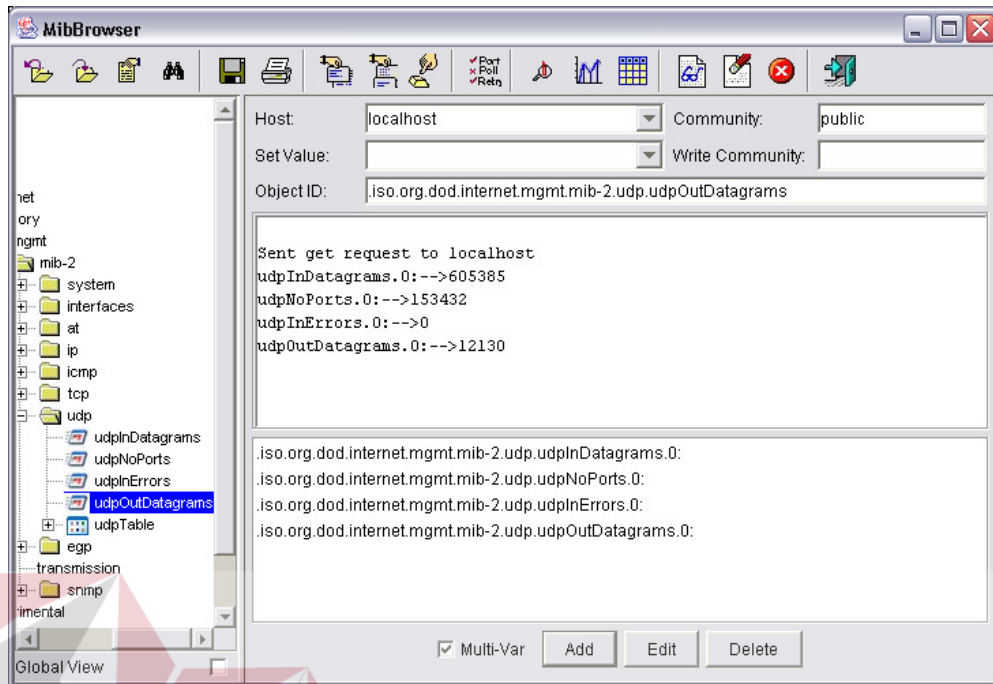 MibBrowser
Port
Poll
Retn
Host:
localhost
Community:
public
Set Value:
Write Community:
Object ID:
.iso.org.dod.internet.mgmt.mib-2.udp.udpOutDatagrams
net
ory
mgmt
mib-2
system
interfaces
at
ip
icmp
tcp
udp
udpInDatagrams
udpNoPorts
udpInErrors
udpOutDatagrams
udpTable
egp
transmission
snmp
rimental
Global View
Sent get request to localhost
udpInDatagrams.0:-->605385
udpNoPorts.0:-->153432
udpInErrors.0:-->0
udpOutDatagrams.0:-->12130
.iso.org.dod.internet.mgmt.mib-2.udp.udpInDatagrams.0:
.iso.org.dod.internet.mgmt.mib-2.udp.udpNoPorts.0:
.iso.org.dod.internet.mgmt.mib-2.udp.udpInErrors.0:
.iso.org.dod.internet.mgmt.mib-2.udp.udpOutDatagrams.0:
Multi-Var
Add
Edit
Delete